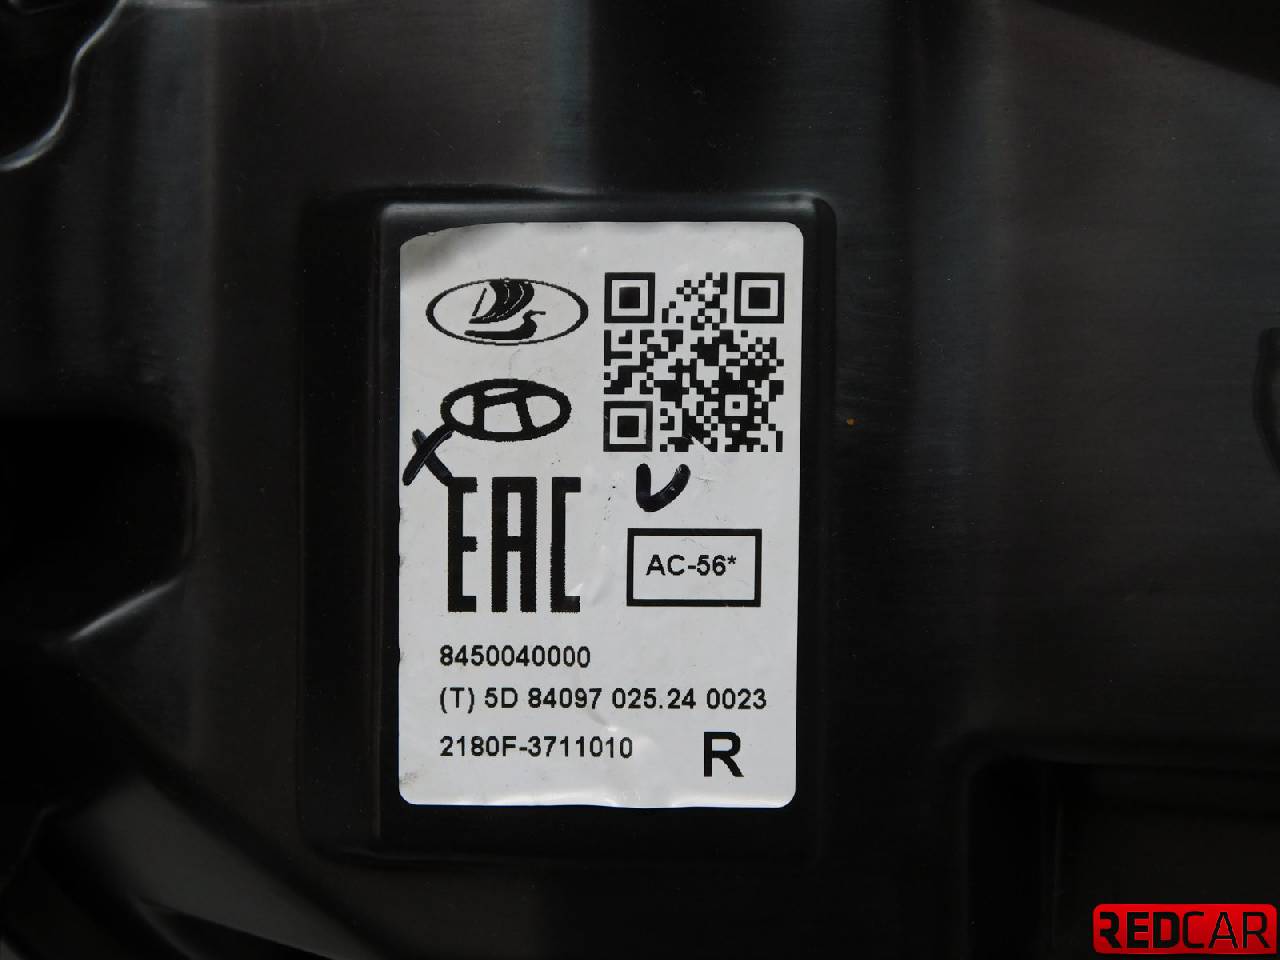 EAC
AC-56*
8450040000
(T) 5D 84097 025.24 0023
2180F-3711010
R
REDCAR